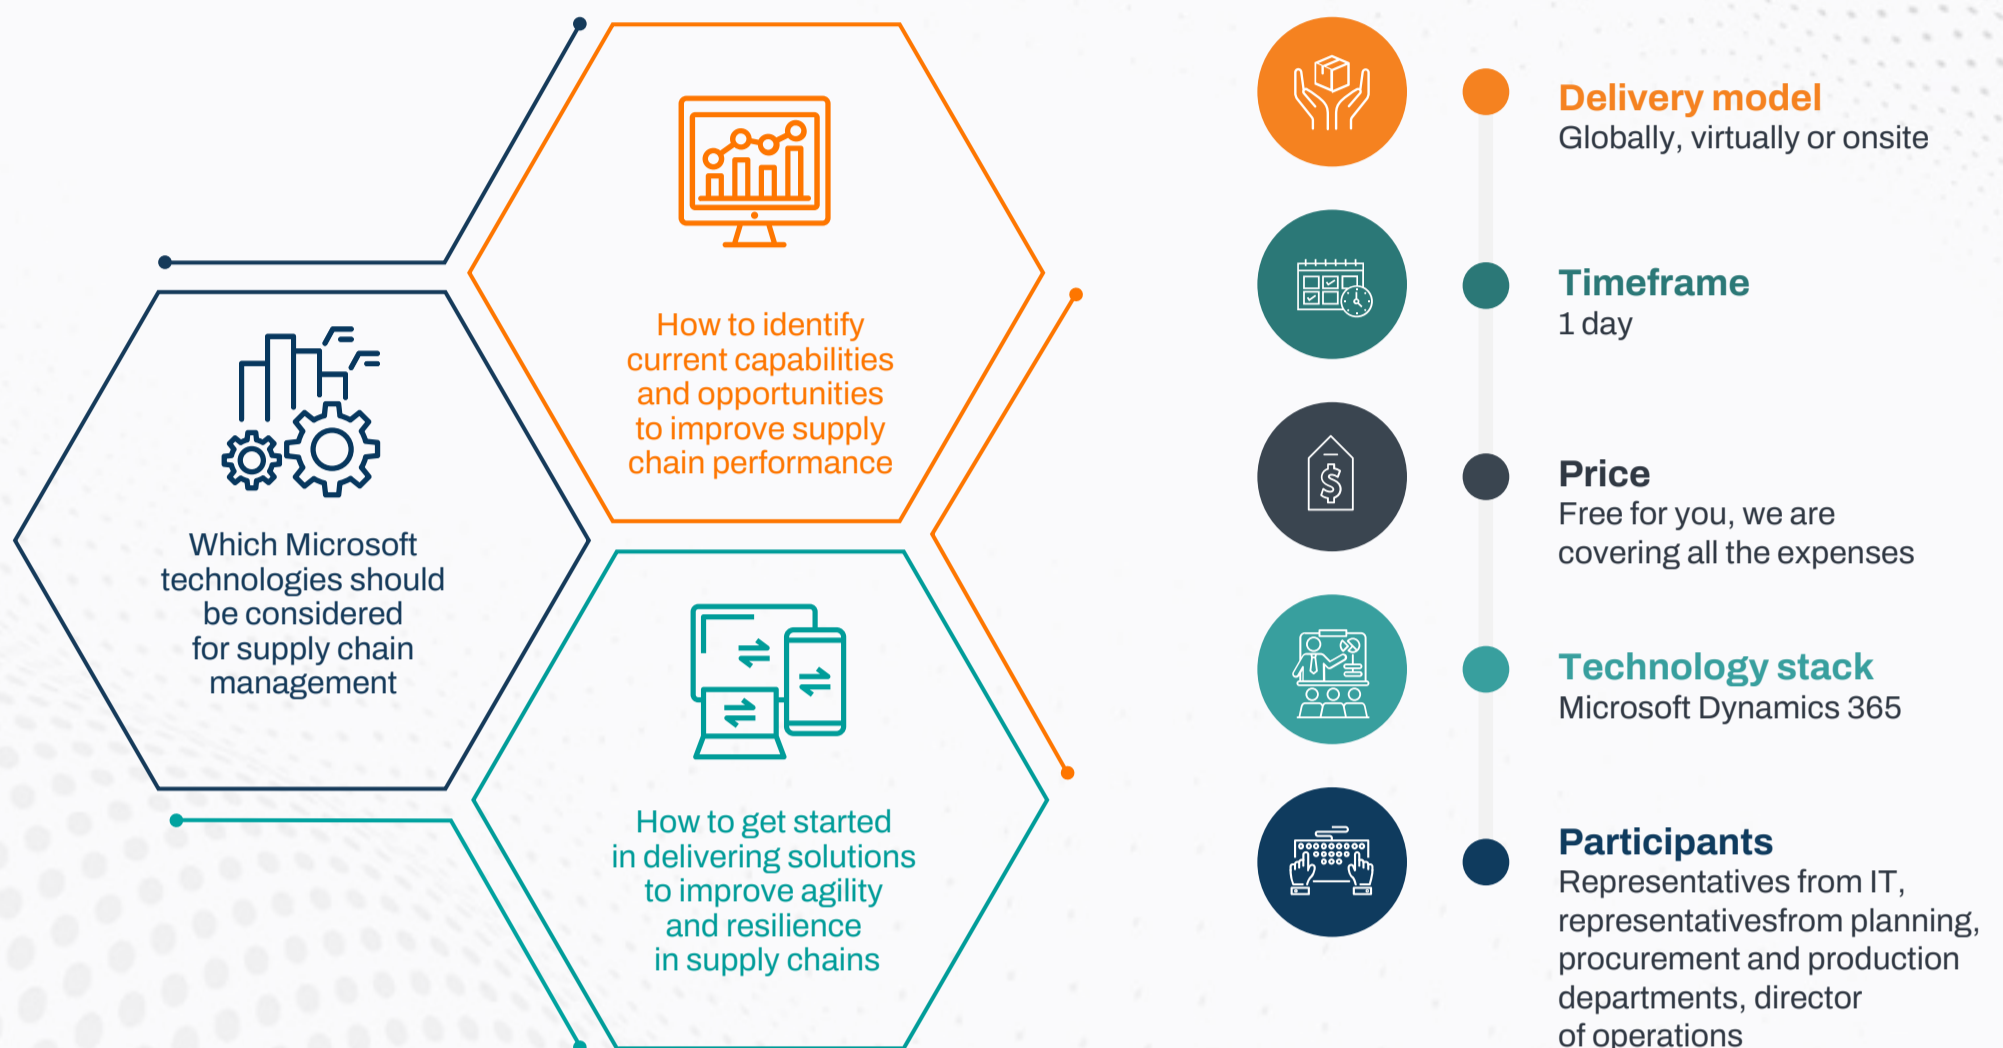 How to identify
current capabilities
and opportunities
to improve supply
chain performance
Which Microsoft
technologies should
be considered
for supply chain
management
How to get started
in delivering solutions
to improve agility
and resilience
in supply chains
Delivery model
Globally, virtually or onsite
Timeframe
1 day
Price
Free for you, we are
covering all the expenses
Technology stack
Microsoft Dynamics 365
Participants
Representatives from IT,
representativesfrom planning,
procurement and production
departments, director
of operations